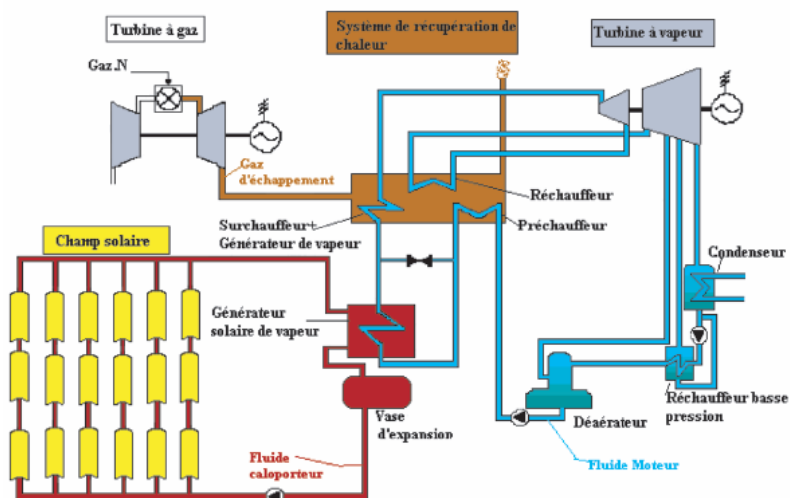 Turbine à gaz
Système de récupération de
chaleur
Turbine à vapeur
Gaz.N
Gaz
d'échappement
Réchauffeur
Surchauffeur+
Générateur de vapeur
Préchauffeur
Champ solaire
Condenseur
Générateur
solaire de vapeur
Vase
d'expansion
Déaérateur
Réchauffeur basse
pression
Fluide
caloporteur
Fluide Moteur